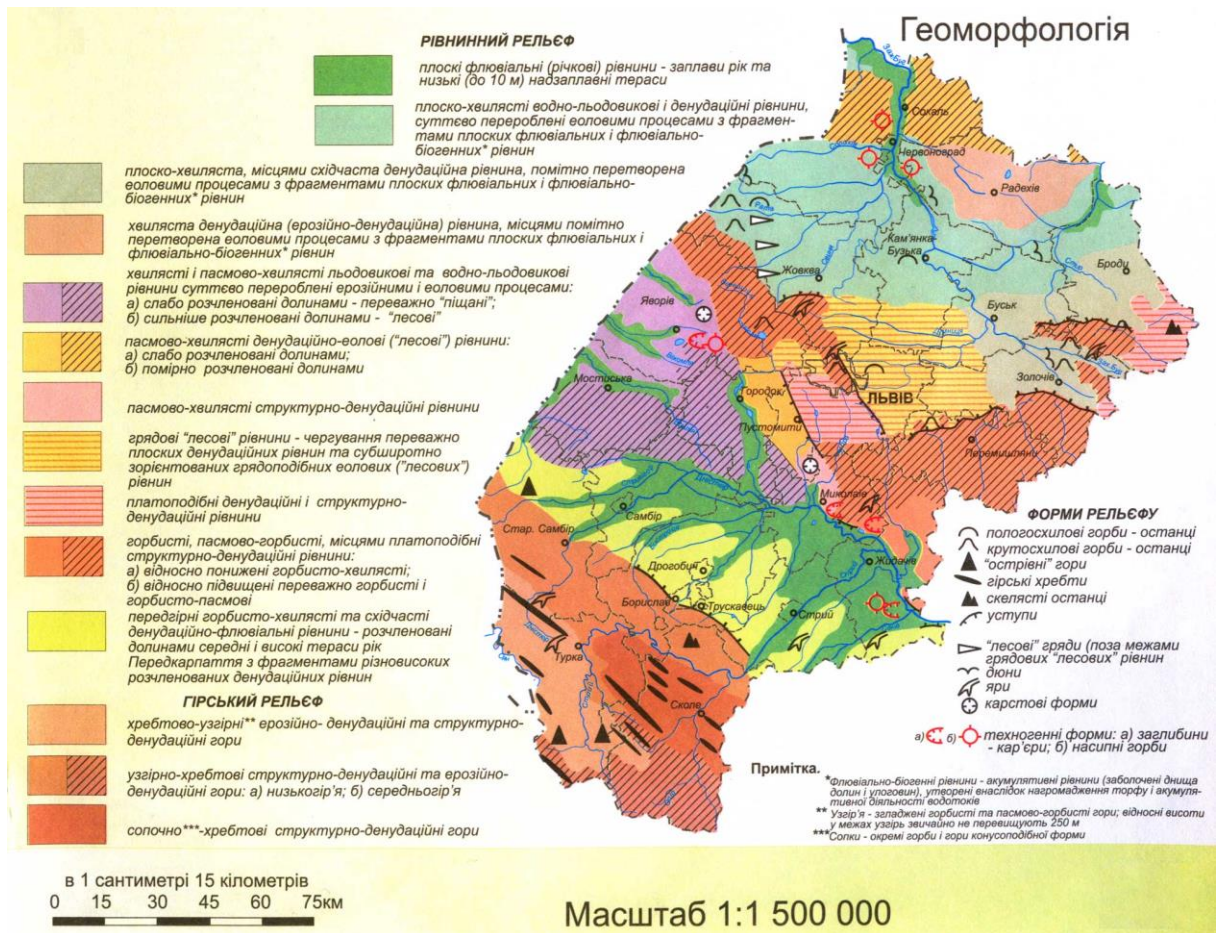 Геоморфологія
РІВНИННИЙ РЕЛЬЄФ
плоскі флювіальні (річкові) рівнини - заплави рік та
низькі (до 10 м) надзаплавні тераси
плоско-хвилясті водно-льодовикові і денудаційні рівнини,
суттєво перероблені еоловими процесами з фрагмен-
тами плоских флювіальних і флювіально-
біогенних* рівнин
плоско-хвиляста, місцями східчаста денудаційна рівнина, помітно перетворена
еоловими процесами з фрагментами плоских флювіальних і флювіально-
біогенних* рівнин
хвиляста денудаційна (ерозійно-денудаційна) рівнина, місцями помітно
перетворена еоловими процесами з фрагментами плоских флювіальних і
флювіально-біогенних* рівнин
хвилясті і пасмово-хвилясті льодовикові та водно-льодовикові
рівнини суттєво перероблені ерозійними і еоловими процесами:
а) слабо розчленовані долинами - переважно "піщані";
б) сильніше розчленовані долинами - "лесові"
пасмово-хвилясті денудаційно-еолові ("лесові") рівнини:
а) слабо розчленовані долинами;
б) помірно розчленовані долинами
пасмово-хвилясті структурно-денудаційні рівнини
грядові "лесові" рівнини - чергування переважно
плоских денудаційних рівнин та субширотно
зорієнтованих грядоподібних еолових ("лесових")
рівнин
платоподібні денудаційні і структурно-
денудаційні рівнини
горбисті, пасмово-горбисті, місцями платоподібні
структурно-денудаційні рівнини:
а) відносно понижені горбисто-хвилясті;
б) відносно підвищені переважно горбисті і
горбисто-пасмові
передгірні горбисто-хвилясті та східчасті
денудаційно-флювіальні рівнини - розчленовані
долинами середні і високі тераси рік
Передкарпаття з фрагментами різновисоких
розчленованих денудаційних рівнин
ГІРСЬКИЙ РЕЛЬЄФ
хребтово-узгірні** ерозійно- денудаційні та структурно-
денудаційні гори
узгірно-хребтові структурно-денудаційні та ерозійно-
денудаційні гори: а) низькогір'я; б) середньогір'я
сопочно***-хребтові структурно-денудаційні гори
Зах.Буг
Сокаль
Червоноград
Радехів
Рата
Кам'янка-
Бузька
Стир
Броди
Жовква
Буськ
Яворів
Зах.Буг
Золочів
Мостиська
Городок
ЛЬВІВ
Пустомити
Перемишляни
Дністер
Миколаїв
Самбір
Стар. Самбір
Дрогобич
Жидачів
Борислав
Трускавець
Стрий
Дністер
Турка
Сколе
ФОРМИ РЕЛЬЄФУ
пологосхилові горби - останці
крутосхилові горби - останці
"острівні" гори
гірські хребти
скелясті останці
уступи
"лесові" гряди (поза межами
грядових "лесових" рівнин
дюни
яри
карстові форми
а) б) техногенні форми: а) заглибини
- кар'єри; б) насипні горби
Примітка.
*Флювіально-біогенні рівнини - акумулятивні рівнини (заболочені днища
долин і улоговин), утворені внаслідок нагромадження торфу і акумуля-
тивної діяльності водотоків
** Узгір'я - згладжені горбисті та пасмово-горбисті гори; відносні висоти
у межах узгірь звичайно не перевищують 250 м
***Сопки - окремі горби і гори конусоподібної форми
в 1 сантиметрі 15 кілометрів
0 15 30 45 60 75км
Масштаб 1:1 500 000